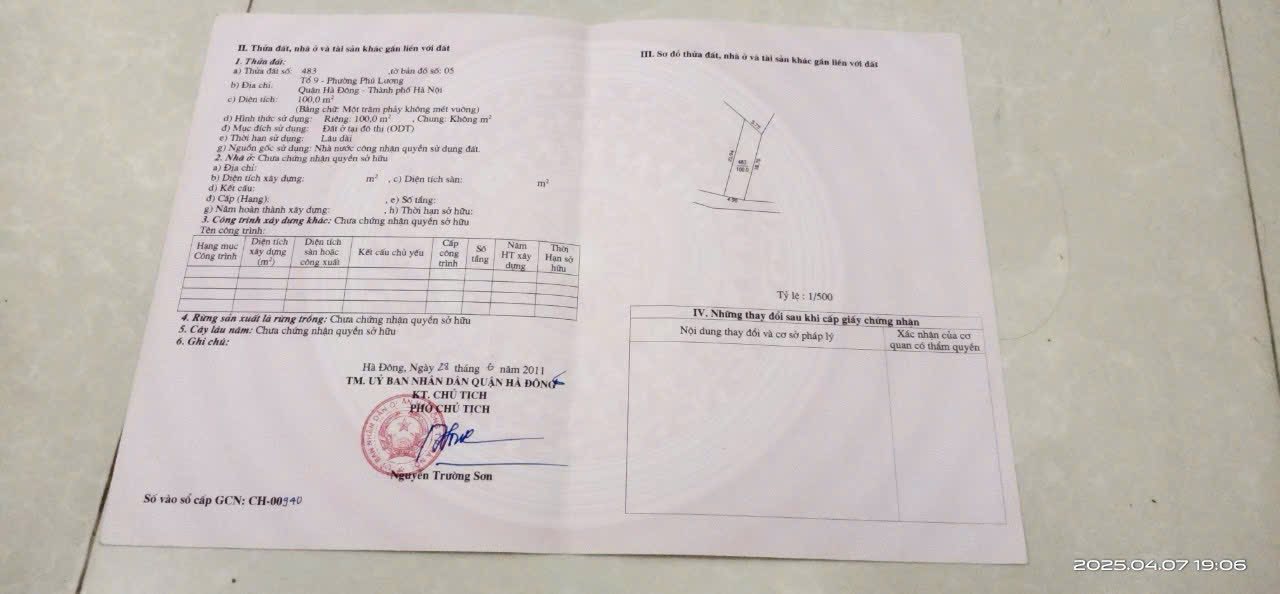 II. Thửa đất, nhà ở và tài sản khác gắn liền với đất
1. Thửa đất:
a) Thửa đất số: 483 ,tờ bản đồ số: 05
b) Địa chỉ: Tổ 9 - Phường Phú Lương
Quận Hà Đông - Thành phố Hà Nội
c) Diện tích: 100,0 m²
(Bằng chữ: Một trăm phảy không mét vuông)
d) Hình thức sử dụng: Riêng: 100,0 m² , Chung: Không m²
đ) Mục đích sử dụng: Đất ở tại đô thị (ODT)
e) Thời hạn sử dụng: Lâu dài
g) Nguồn gốc sử dụng: Nhà nước công nhận quyền sử dụng đất.
2. Nhà ở: Chưa chứng nhận quyền sở hữu
a) Địa chỉ:
b) Diện tích xây dựng: m² , c) Diện tích sàn: m²
d) Kết cấu:
đ) Cấp (Hạng): , e) Số tầng:
g) Năm hoàn thành xây dựng: , h) Thời hạn sở hữu:
3. Công trình xây dựng khác: Chưa chứng nhận quyền sở hữu
Tên công trình:
Hạng mục Công trình | Diện tích xây dựng (m²) | Diện tích sàn hoặc công xuất | Kết cấu chủ yếu | Cấp công trình | Số tầng | Năm HT xây dựng | Thời Hạn sở hữu
4. Rừng sản xuất là rừng trồng: Chưa chứng nhận quyền sở hữu
5. Cây lâu năm: Chưa chứng nhận quyền sở hữu
6. Ghi chú:
Hà Đông, Ngày 28 tháng 6 năm 2011
TM. UỶ BAN NHÂN DÂN QUẬN HÀ ĐÔNG
KT. CHỦ TỊCH
PHÓ CHỦ TỊCH
Nguyễn Trường Sơn
Số vào sổ cấp GCN: CH-00940
III. Sơ đồ thửa đất, nhà ở và tài sản khác gắn liền với đất
483
100.0
4.96
Tỷ lệ : 1/500
IV. Những thay đổi sau khi cấp giấy chứng nhận
Nội dung thay đổi và cơ sở pháp lý | Xác nhận của cơ quan có thẩm quyền
2025.04.07 19:06